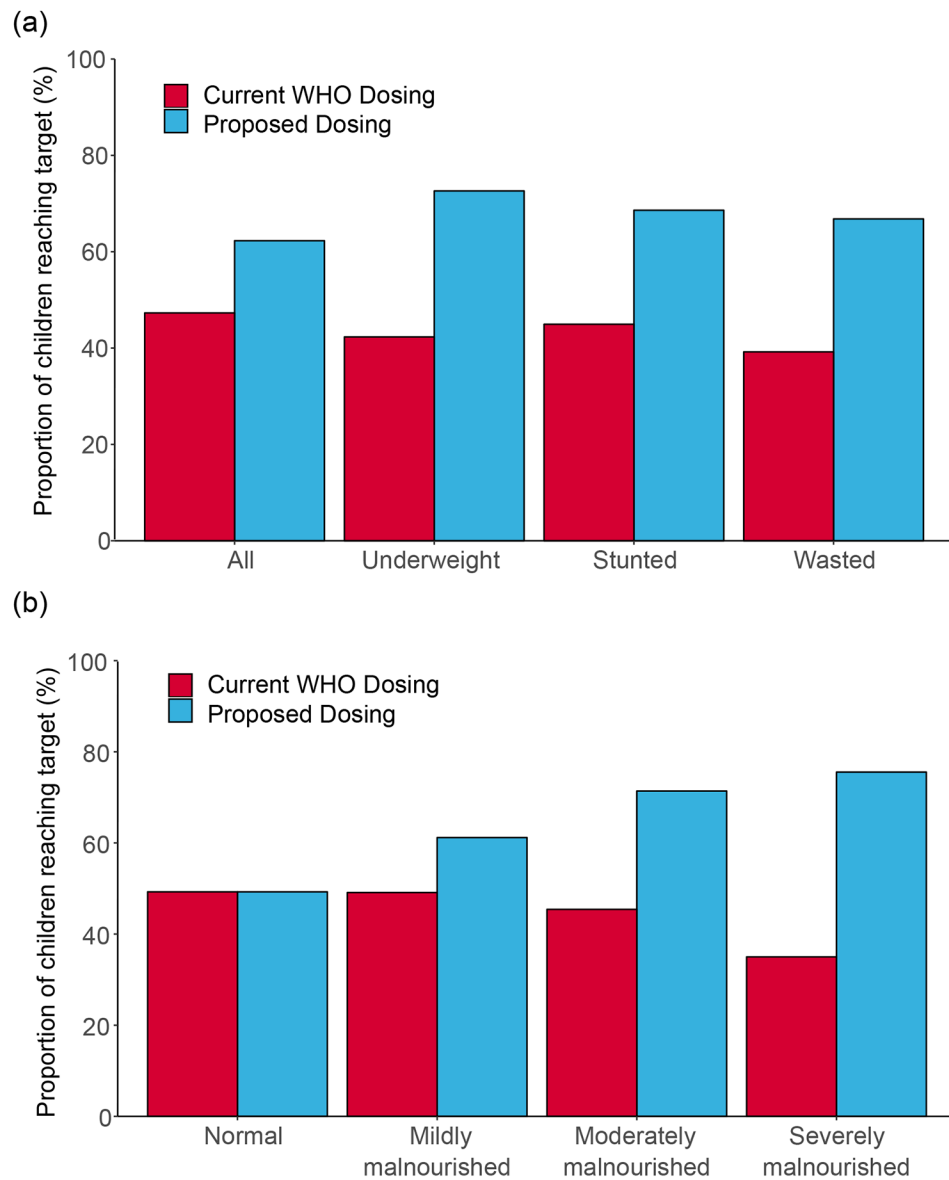 (a)
Proportion of children reaching target (%)
100
80
60
40
20
0
Current WHO Dosing
Proposed Dosing
All Underweight Stunted Wasted
(b)
Proportion of children reaching target (%)
100
80
60
40
20
0
Current WHO Dosing
Proposed Dosing
Normal Mildly Moderately Severely
malnourished malnourished malnourished